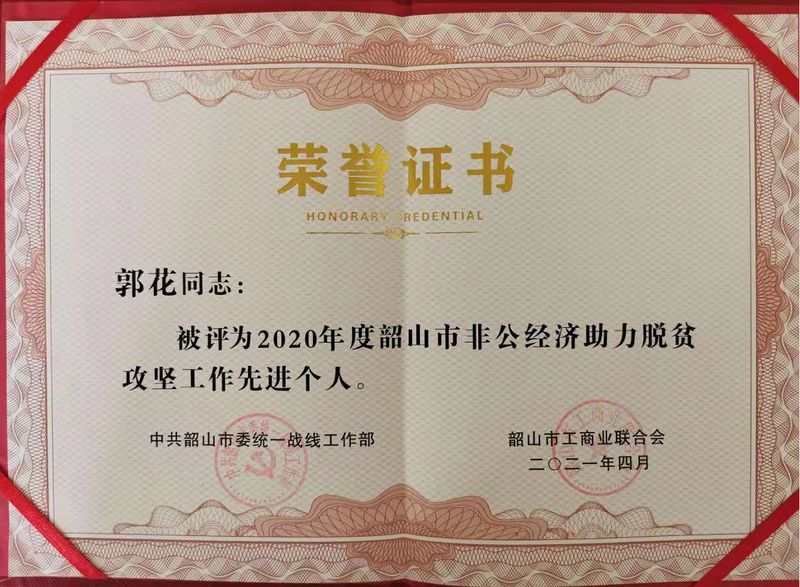 荣誉证书
HONORARY CREDENTIAL
郭花同志：
被评为2020年度韶山市非公经济助力脱贫
攻坚工作先进个人。
中共韶山市委统一战线工作部
韶山市工商业联合会
二〇二一年四月